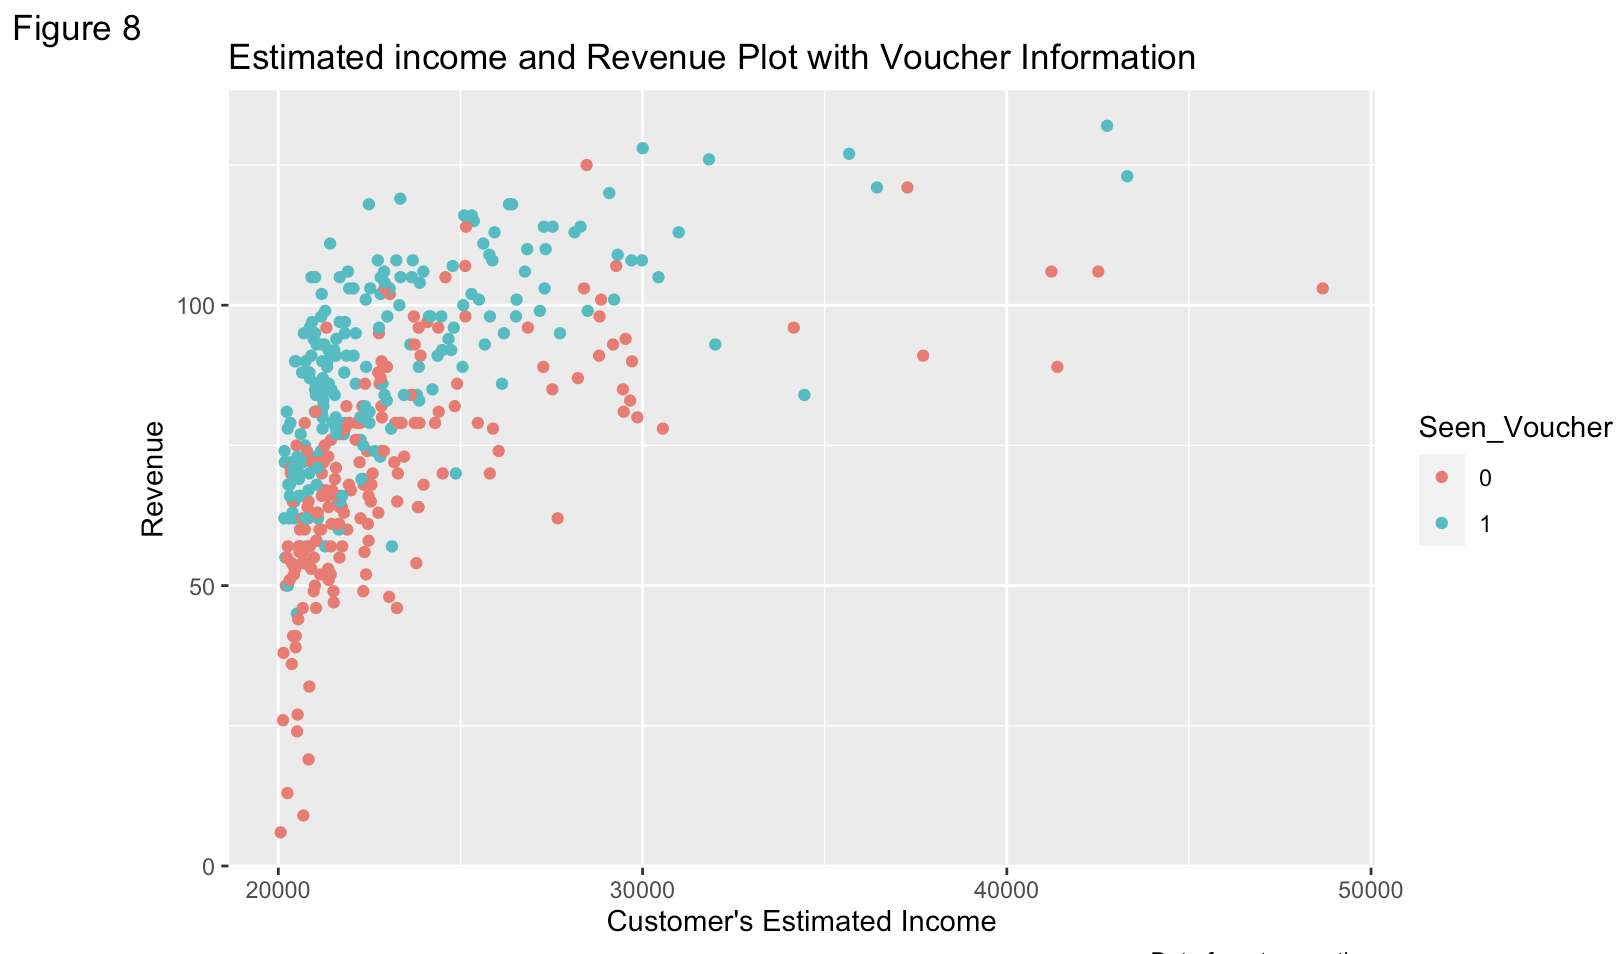 Figure 8
Estimated income and Revenue Plot with Voucher Information
100
50
0
Revenue
20000 30000 40000 50000
Customer's Estimated Income
Seen_Voucher
0
1